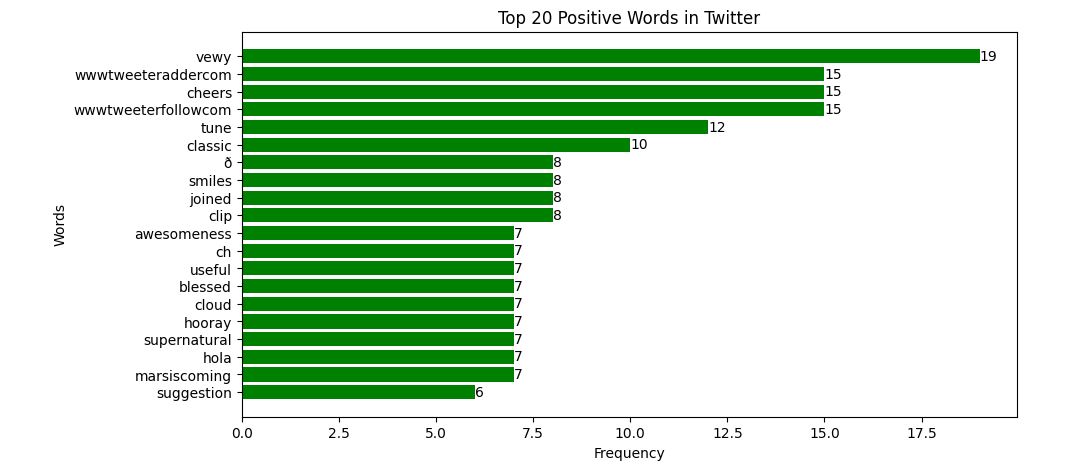 Top 20 Positive Words in Twitter
vewy 19
wwwtweeteraddercom 15
cheers 15
wwwtweeterfollowcom 15
tune 12
classic 10
ð 8
smiles 8
joined 8
clip 8
awesomeness 7
ch 7
useful 7
blessed 7
cloud 7
hooray 7
supernatural 7
hola 7
marsiscoming 7
suggestion 6
Words
0.0 2.5 5.0 7.5 10.0 12.5 15.0 17.5
Frequency